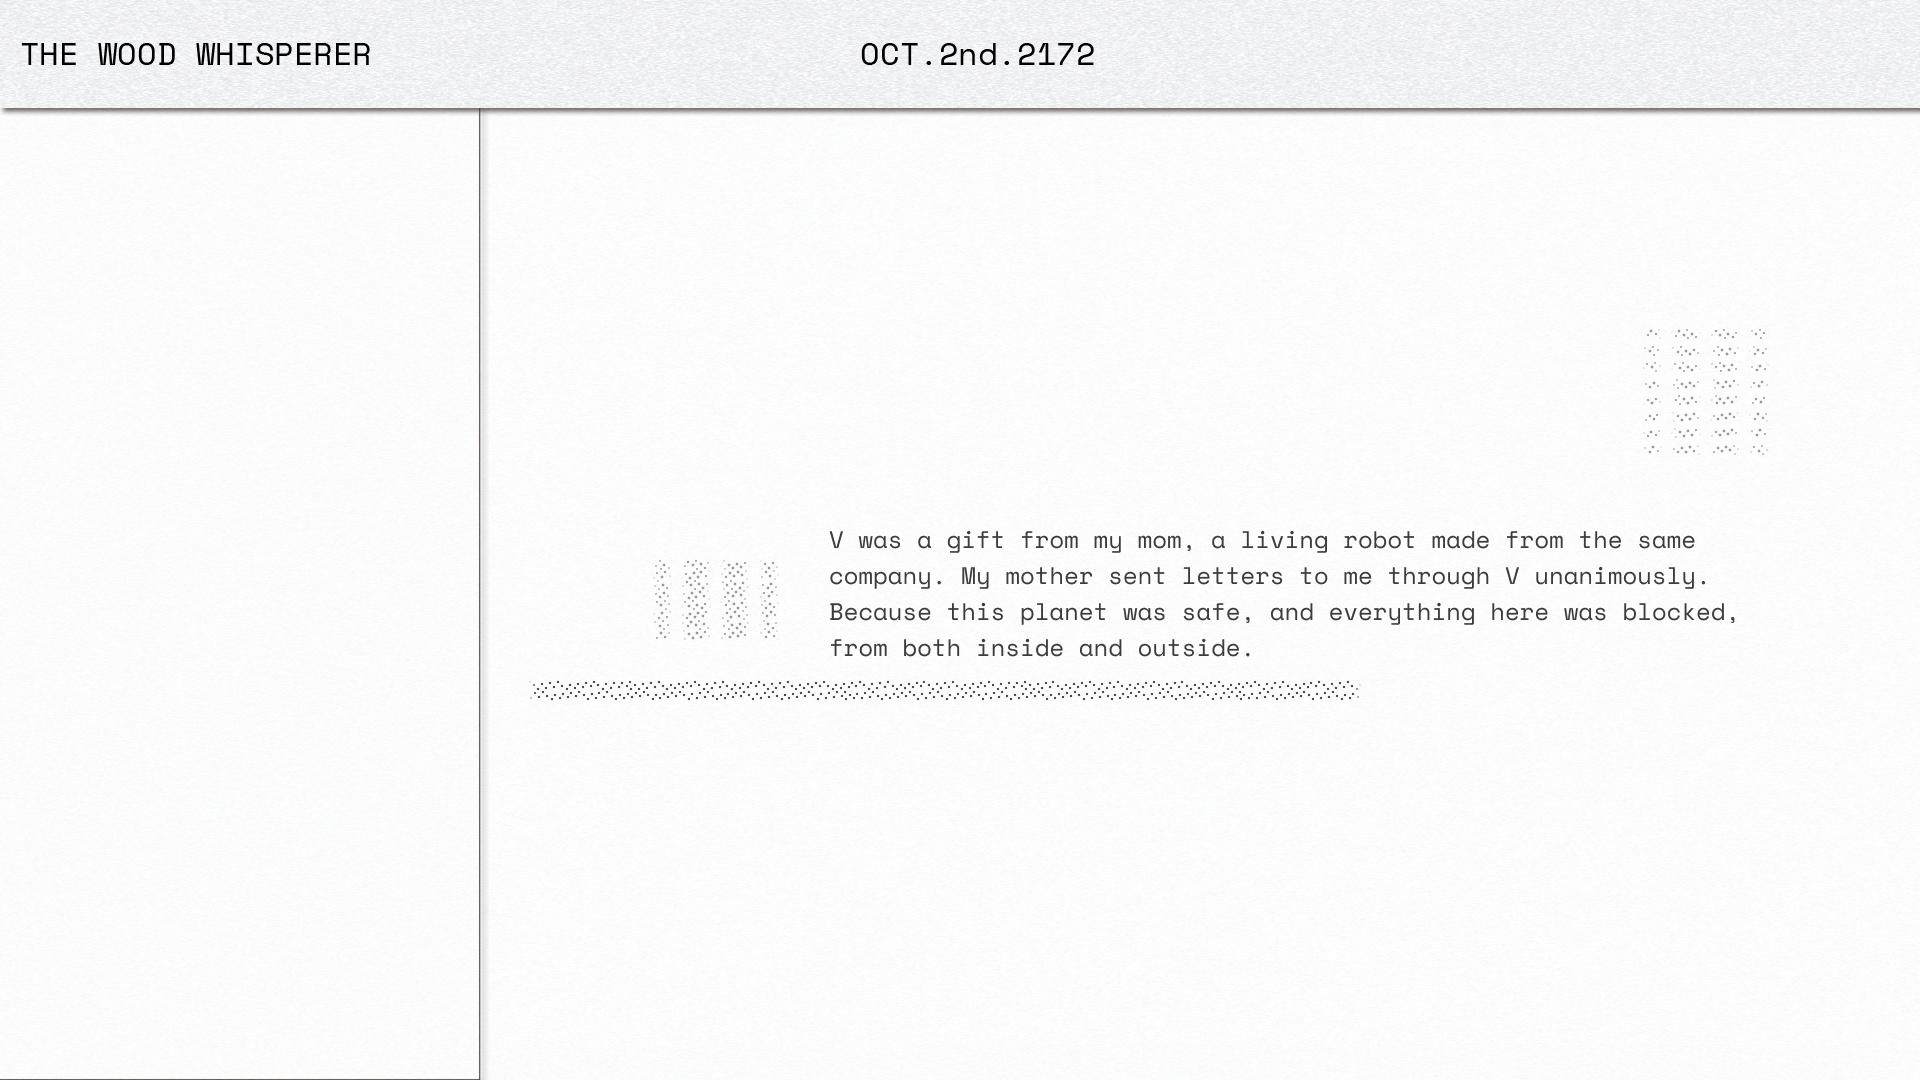 THE WOOD WHISPERER
OCT.2nd.2172
V was a gift from my mom, a living robot made from the same
company. My mother sent letters to me through V unanimously.
Because this planet was safe, and everything here was blocked,
from both inside and outside.